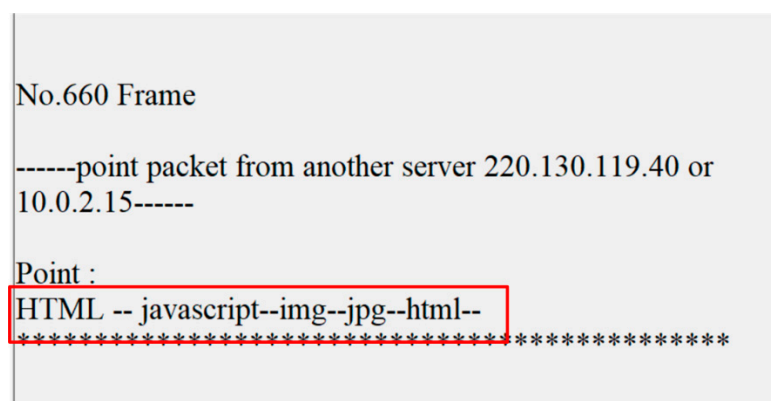 No.660 Frame
------point packet from another server 220.130.119.40 or
10.0.2.15------
Point :
HTML -- javascript--img--jpg--html--
***********************************************